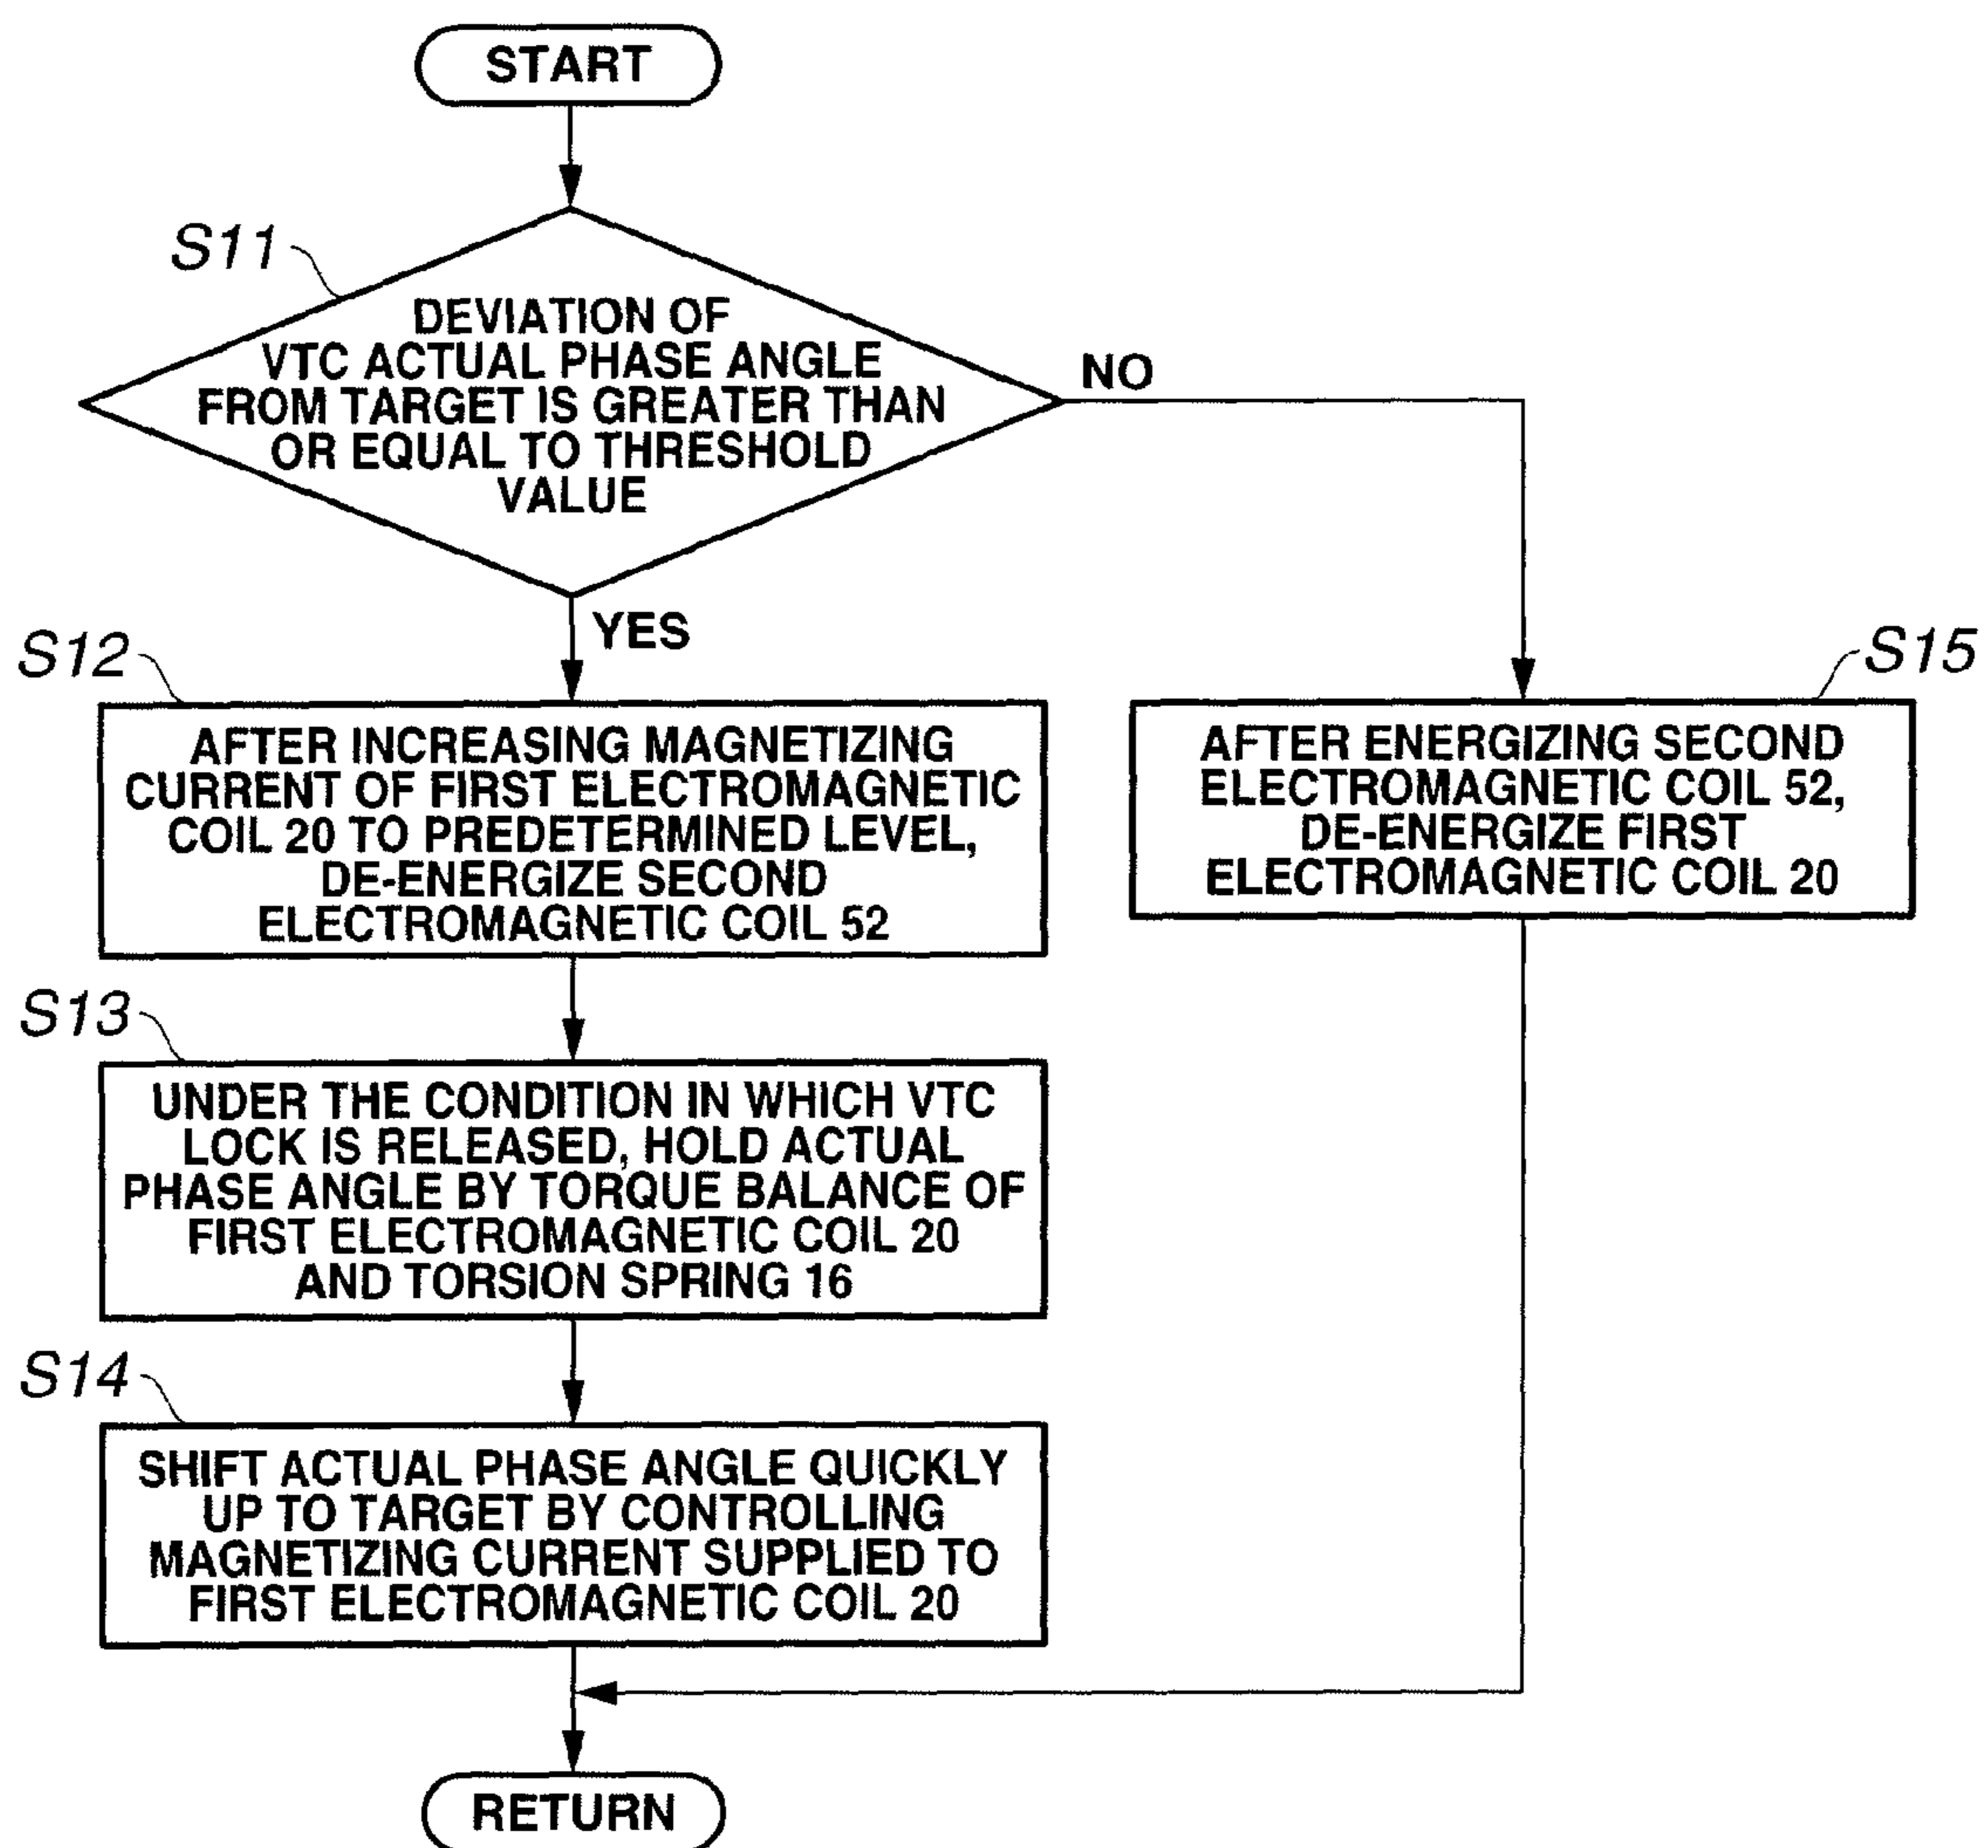 START
S11
DEVIATION OF
VTC ACTUAL PHASE ANGLE
FROM TARGET IS GREATER THAN
OR EQUAL TO THRESHOLD
VALUE
NO
YES
S12
AFTER INCREASING MAGNETIZING
CURRENT OF FIRST ELECTROMAGNETIC
COIL 20 TO PREDETERMINED LEVEL,
DE-ENERGIZE SECOND
ELECTROMAGNETIC COIL 52
S15
AFTER ENERGIZING SECOND
ELECTROMAGNETIC COIL 52,
DE-ENERGIZE FIRST
ELECTROMAGNETIC COIL 20
S13
UNDER THE CONDITION IN WHICH VTC
LOCK IS RELEASED, HOLD ACTUAL
PHASE ANGLE BY TORQUE BALANCE OF
FIRST ELECTROMAGNETIC COIL 20
AND TORSION SPRING 16
S14
SHIFT ACTUAL PHASE ANGLE QUICKLY
UP TO TARGET BY CONTROLLING
MAGNETIZING CURRENT SUPPLIED TO
FIRST ELECTROMAGNETIC COIL 20
RETURN